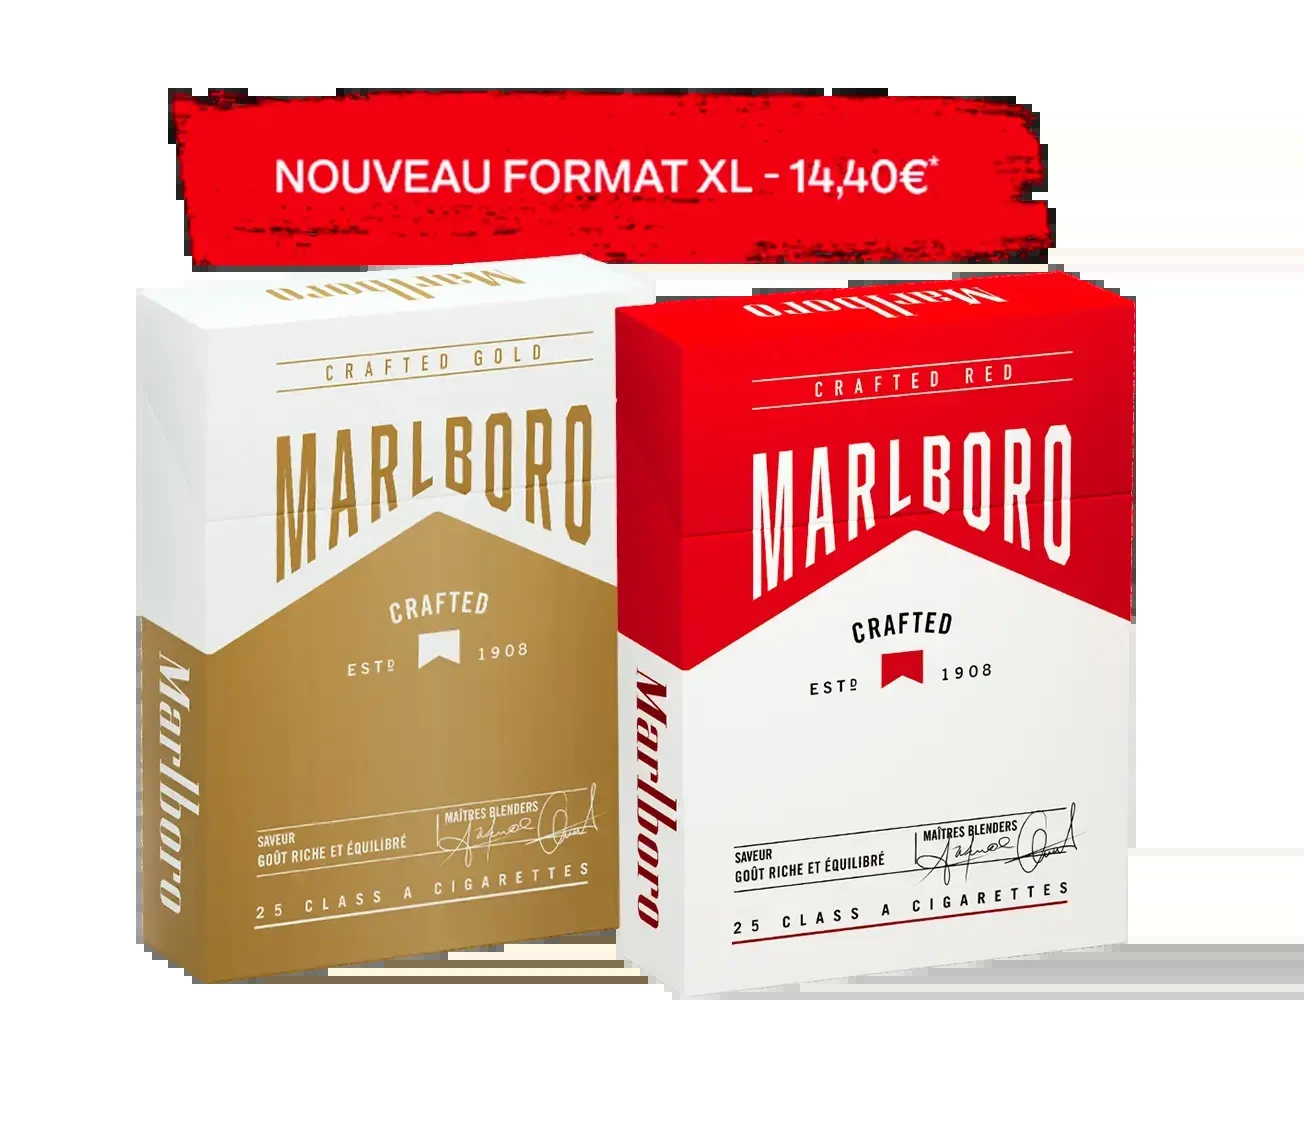 NOUVEAU FORMAT XL - 14,40€*
Marlboro
CRAFTED GOLD
MARLBORO
CRAFTED
ESTD 1908
Marlboro
SAVEUR
GOÛT RICHE ET ÉQUILIBRÉ
MAÎTRES BLENDERS
25 CLASS A CIGARETTES
Marlboro
CRAFTED RED
MARLBORO
CRAFTED
ESTD 1908
Marlboro
SAVEUR
GOÛT RICHE ET ÉQUILIBRÉ
MAÎTRES BLENDERS
25 CLASS A CIGARETTES